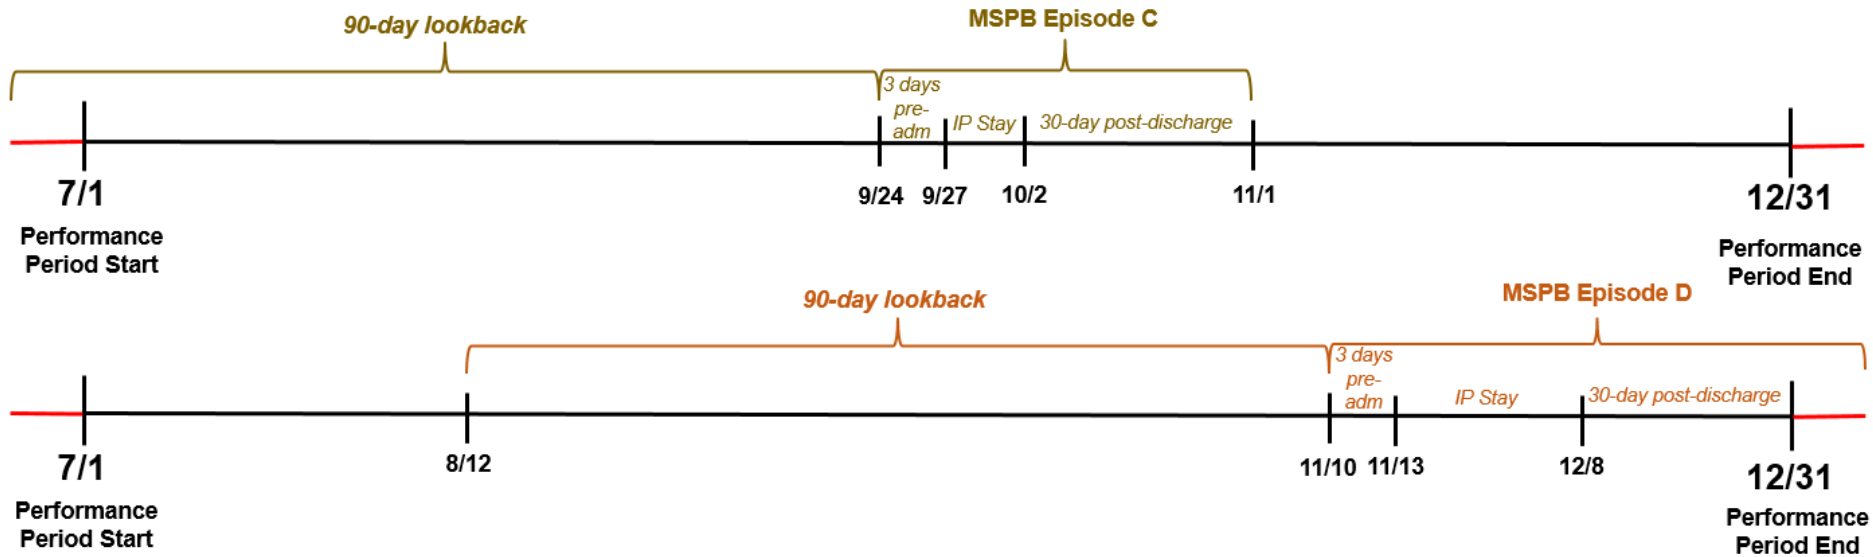 90-day lookback
MSPB Episode C
3 days
pre-
adm
IP Stay
30-day post-discharge
7/1
9/24
9/27
10/2
11/1
12/31
Performance
Period Start
Performance
Period End
90-day lookback
MSPB Episode D
3 days
pre-
adm
IP Stay
30-day post-discharge
7/1
8/12
11/10
11/13
12/8
12/31
Performance
Period Start
Performance
Period End